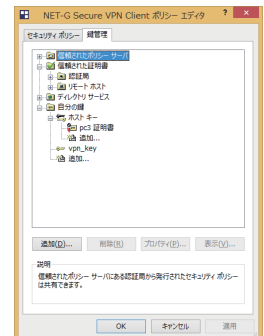 NET-G Secure VPN Client ポリシー エディタ
セキュリティ ポリシー 鍵管理
信頼されたポリシー サーバ
信頼された証明書
認証局
リモート ホスト
ディレクトリ サービス
自分の鍵
ホスト キー
pc3 証明書
追加...
vpn_key
追加...
追加(D)... 削除(R) プロパティ(P)... 表示(V)...
説明
信頼されたポリシー サーバにある認証局から発行されたセキュリティ ポリシー
は共有できます。
OK キャンセル 適用